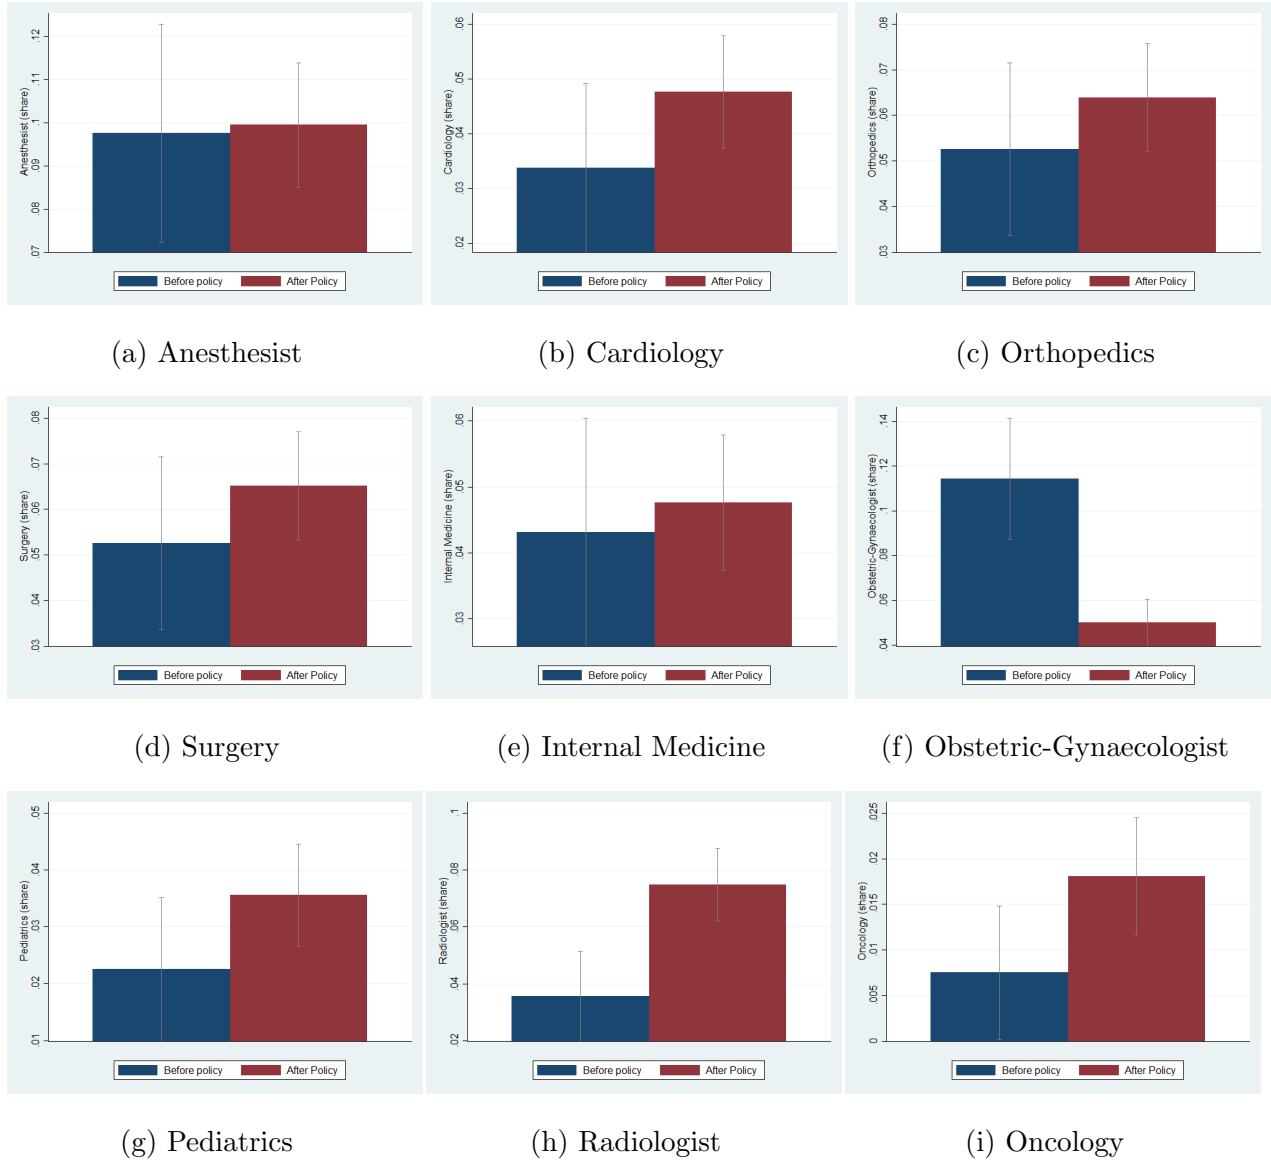 Anesthesist (share)
.07 .08 .09 .1 .11 .12
Before policy After Policy
Cardiology (share)
.02 .03 .04 .05 .06
Before policy After Policy
Orthopedics (share)
.03 .04 .05 .06 .07 .08
Before policy After Policy
(a) Anesthesist
(b) Cardiology
(c) Orthopedics
Surgery (share)
.03 .04 .05 .06 .07 .08
Before policy After Policy
Internal Medicine (share)
.03 .04 .05 .06
Before policy After Policy
Obstetric-Gynaecologist (share)
.04 .06 .08 .1 .12 .14
Before policy After Policy
(d) Surgery
(e) Internal Medicine
(f) Obstetric-Gynaecologist
Pediatrics (share)
.01 .02 .03 .04 .05
Before policy After Policy
Radiologist (share)
.02 .04 .06 .08 .1
Before policy After Policy
Oncology (share)
0 .005 .01 .015 .02 .025
Before policy After Policy
(g) Pediatrics
(h) Radiologist
(i) Oncology